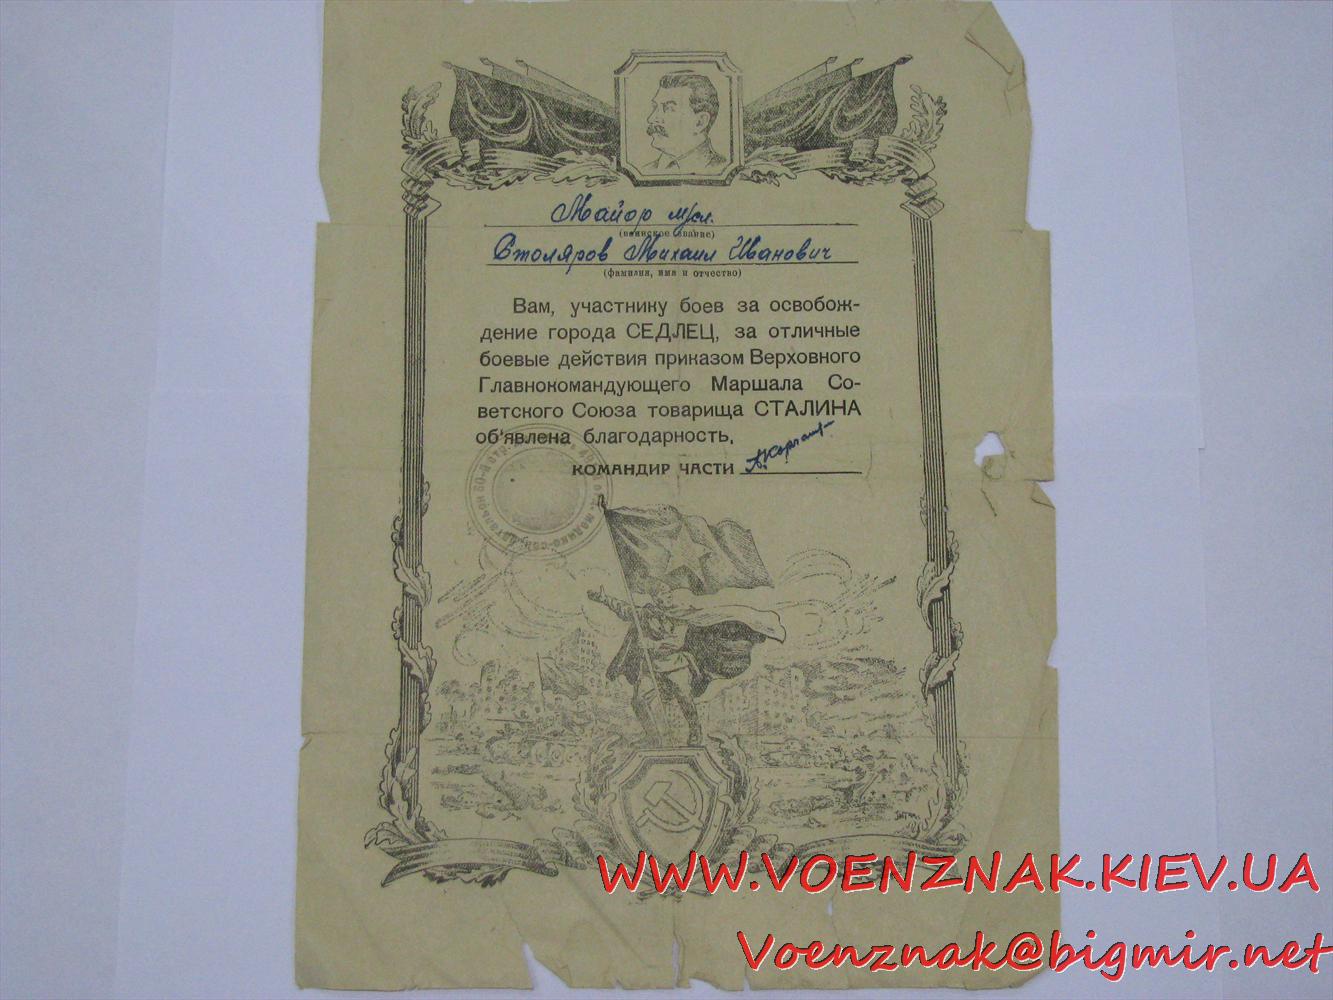 Майор м/сл.
(воинское звание)
Столяров Михаил Иванович
(фамилия, имя и отчество)
Вам, участнику боев за освобож-
дение города СЕДЛЕЦ, за отличные
боевые действия приказом Верховного
Главнокомандующего Маршала Со-
ветского Союза товарища СТАЛИНА
об'явлена благодарность.
КОМАНДИР ЧАСТИ
WWW.VOENZNAK.KIEV.UA
Voenznak@bigmir.net